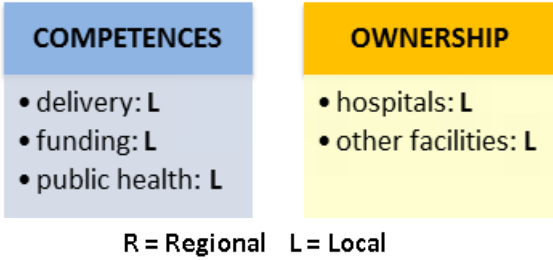 COMPETENCES
• delivery: L
• funding: L
• public health: L
OWNERSHIP
• hospitals: L
• other facilities: L
R = Regional L = Local